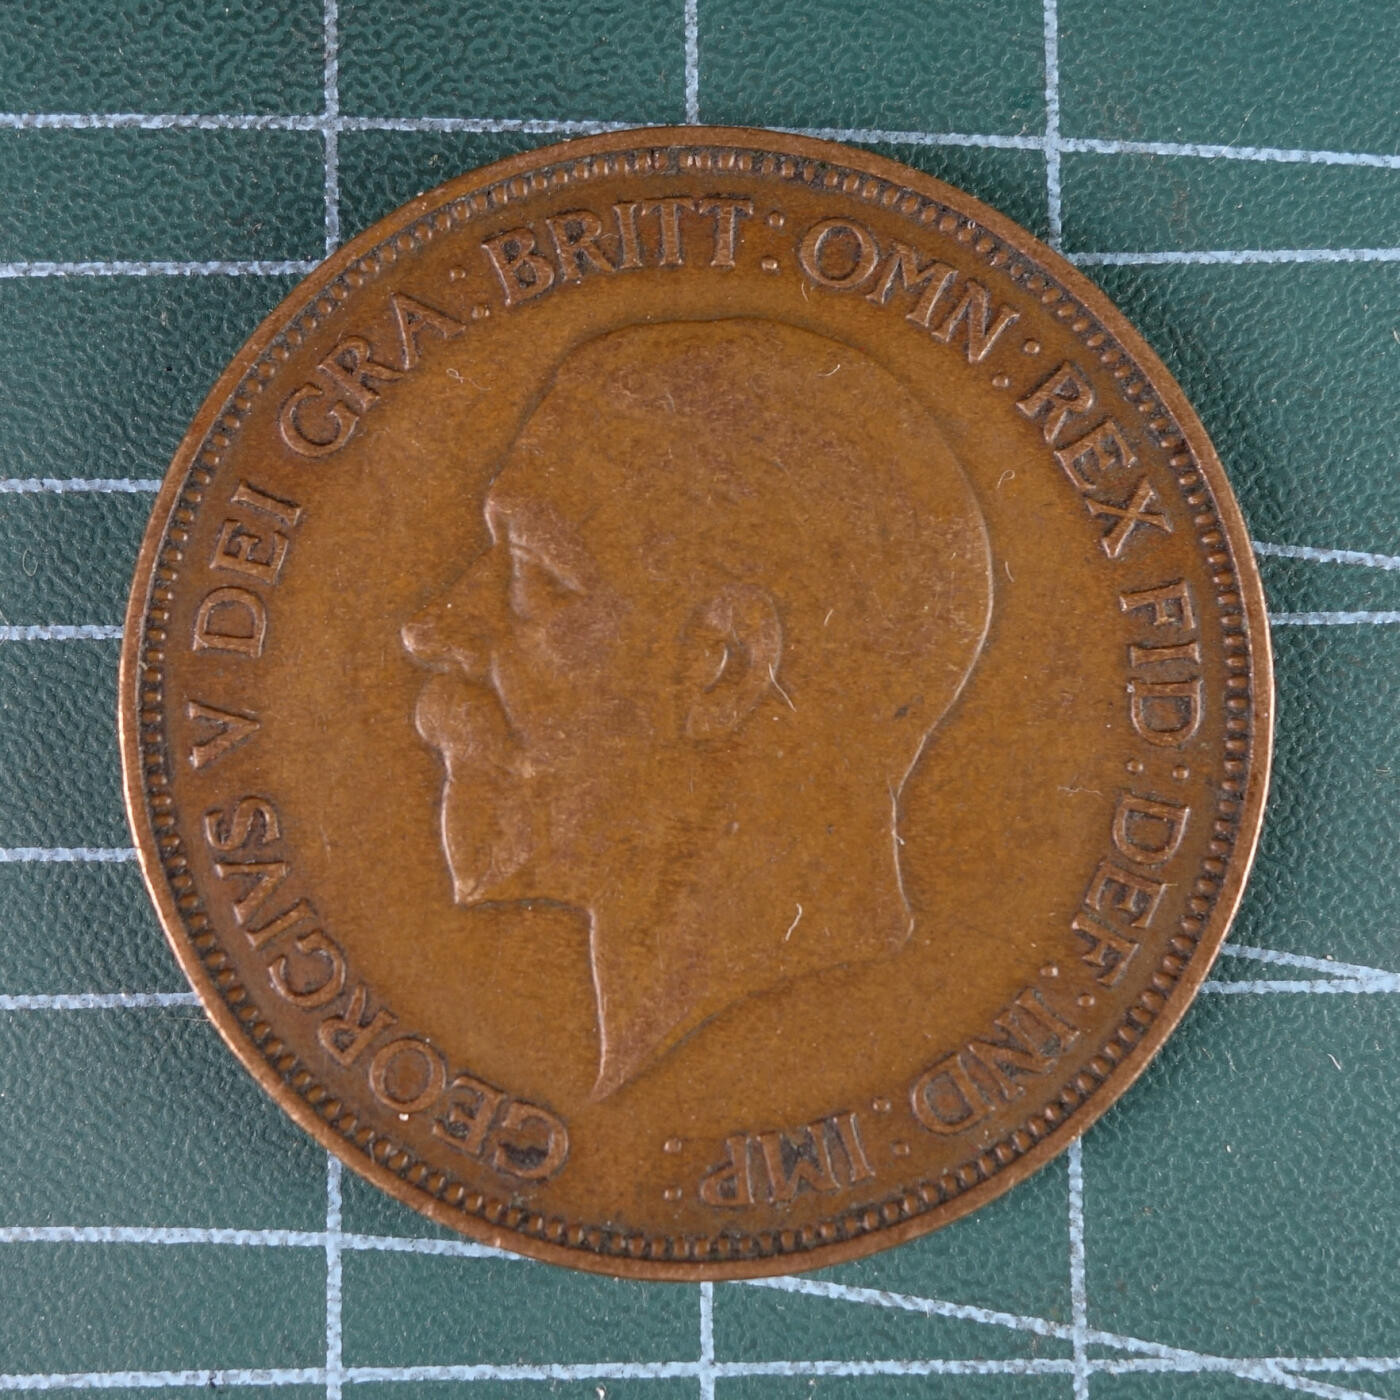 GEORGIVS V DEI GRA: BRITT: OMN: REX FID: DEF: IND: IMP: